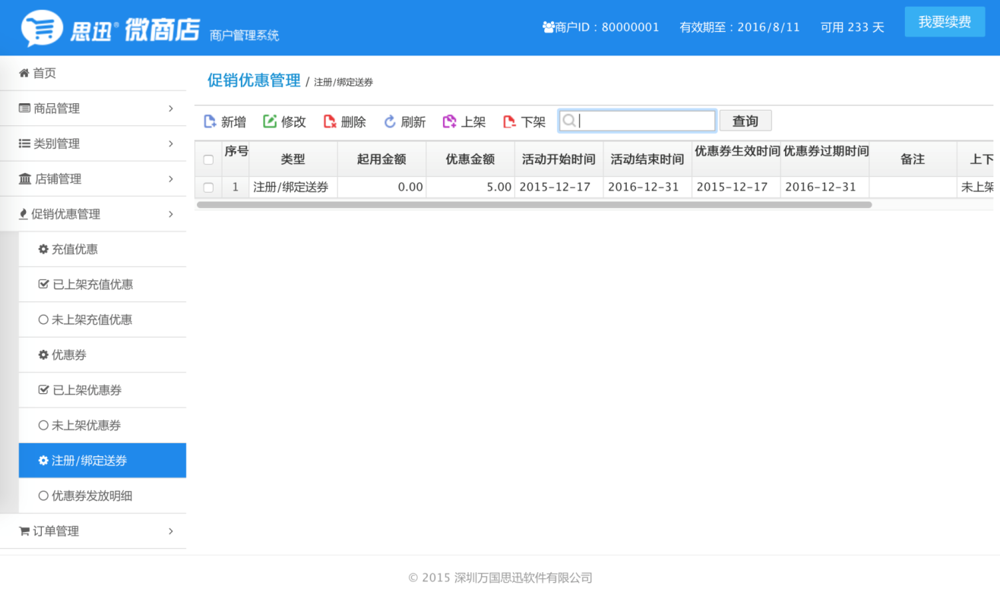 思迅® 微商店 商户管理系统
商户ID：80000001 有效期至：2016/8/11 可用 233 天 我要续费
首页
商品管理
类别管理
店铺管理
促销优惠管理
充值优惠
已上架充值优惠
未上架充值优惠
优惠券
已上架优惠券
未上架优惠券
注册/绑定送券
优惠券发放明细
订单管理
促销优惠管理 / 注册/绑定送券
新增 修改 删除 刷新 上架 下架 查询
序号 类型 起用金额 优惠金额 活动开始时间 活动结束时间 优惠券生效时间 优惠券过期时间 备注 上下
1 注册/绑定送券 0.00 5.00 2015-12-17 2016-12-31 2015-12-17 2016-12-31 未上架
© 2015 深圳万国思迅软件有限公司